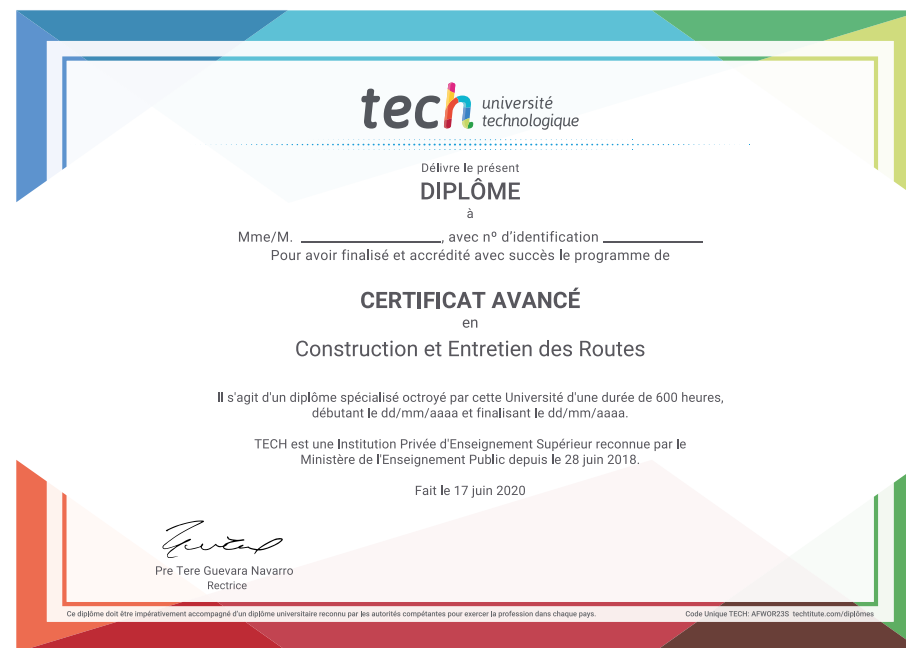 tech université
technologique
Délivre le présent
DIPLÔME
à
Mme/M. ____________________, avec nº d'identification ______________
Pour avoir finalisé et accrédité avec succès le programme de
CERTIFICAT AVANCÉ
en
Construction et Entretien des Routes
Il s'agit d'un diplôme spécialisé octroyé par cette Université d'une durée de 600 heures,
débutant le dd/mm/aaaa et finalisant le dd/mm/aaaa.
TECH est une Institution Privée d'Enseignement Supérieur reconnue par le
Ministère de l'Enseignement Public depuis le 28 juin 2018.
Fait le 17 juin 2020
Pre Tere Guevara Navarro
Rectrice
Ce diplôme doit être impérativement accompagné d'un diplôme universitaire reconnu par les autorités compétantes pour exercer la profession dans chaque pays. Code Unique TECH: AFWOR23S techtitute.com/diplômes